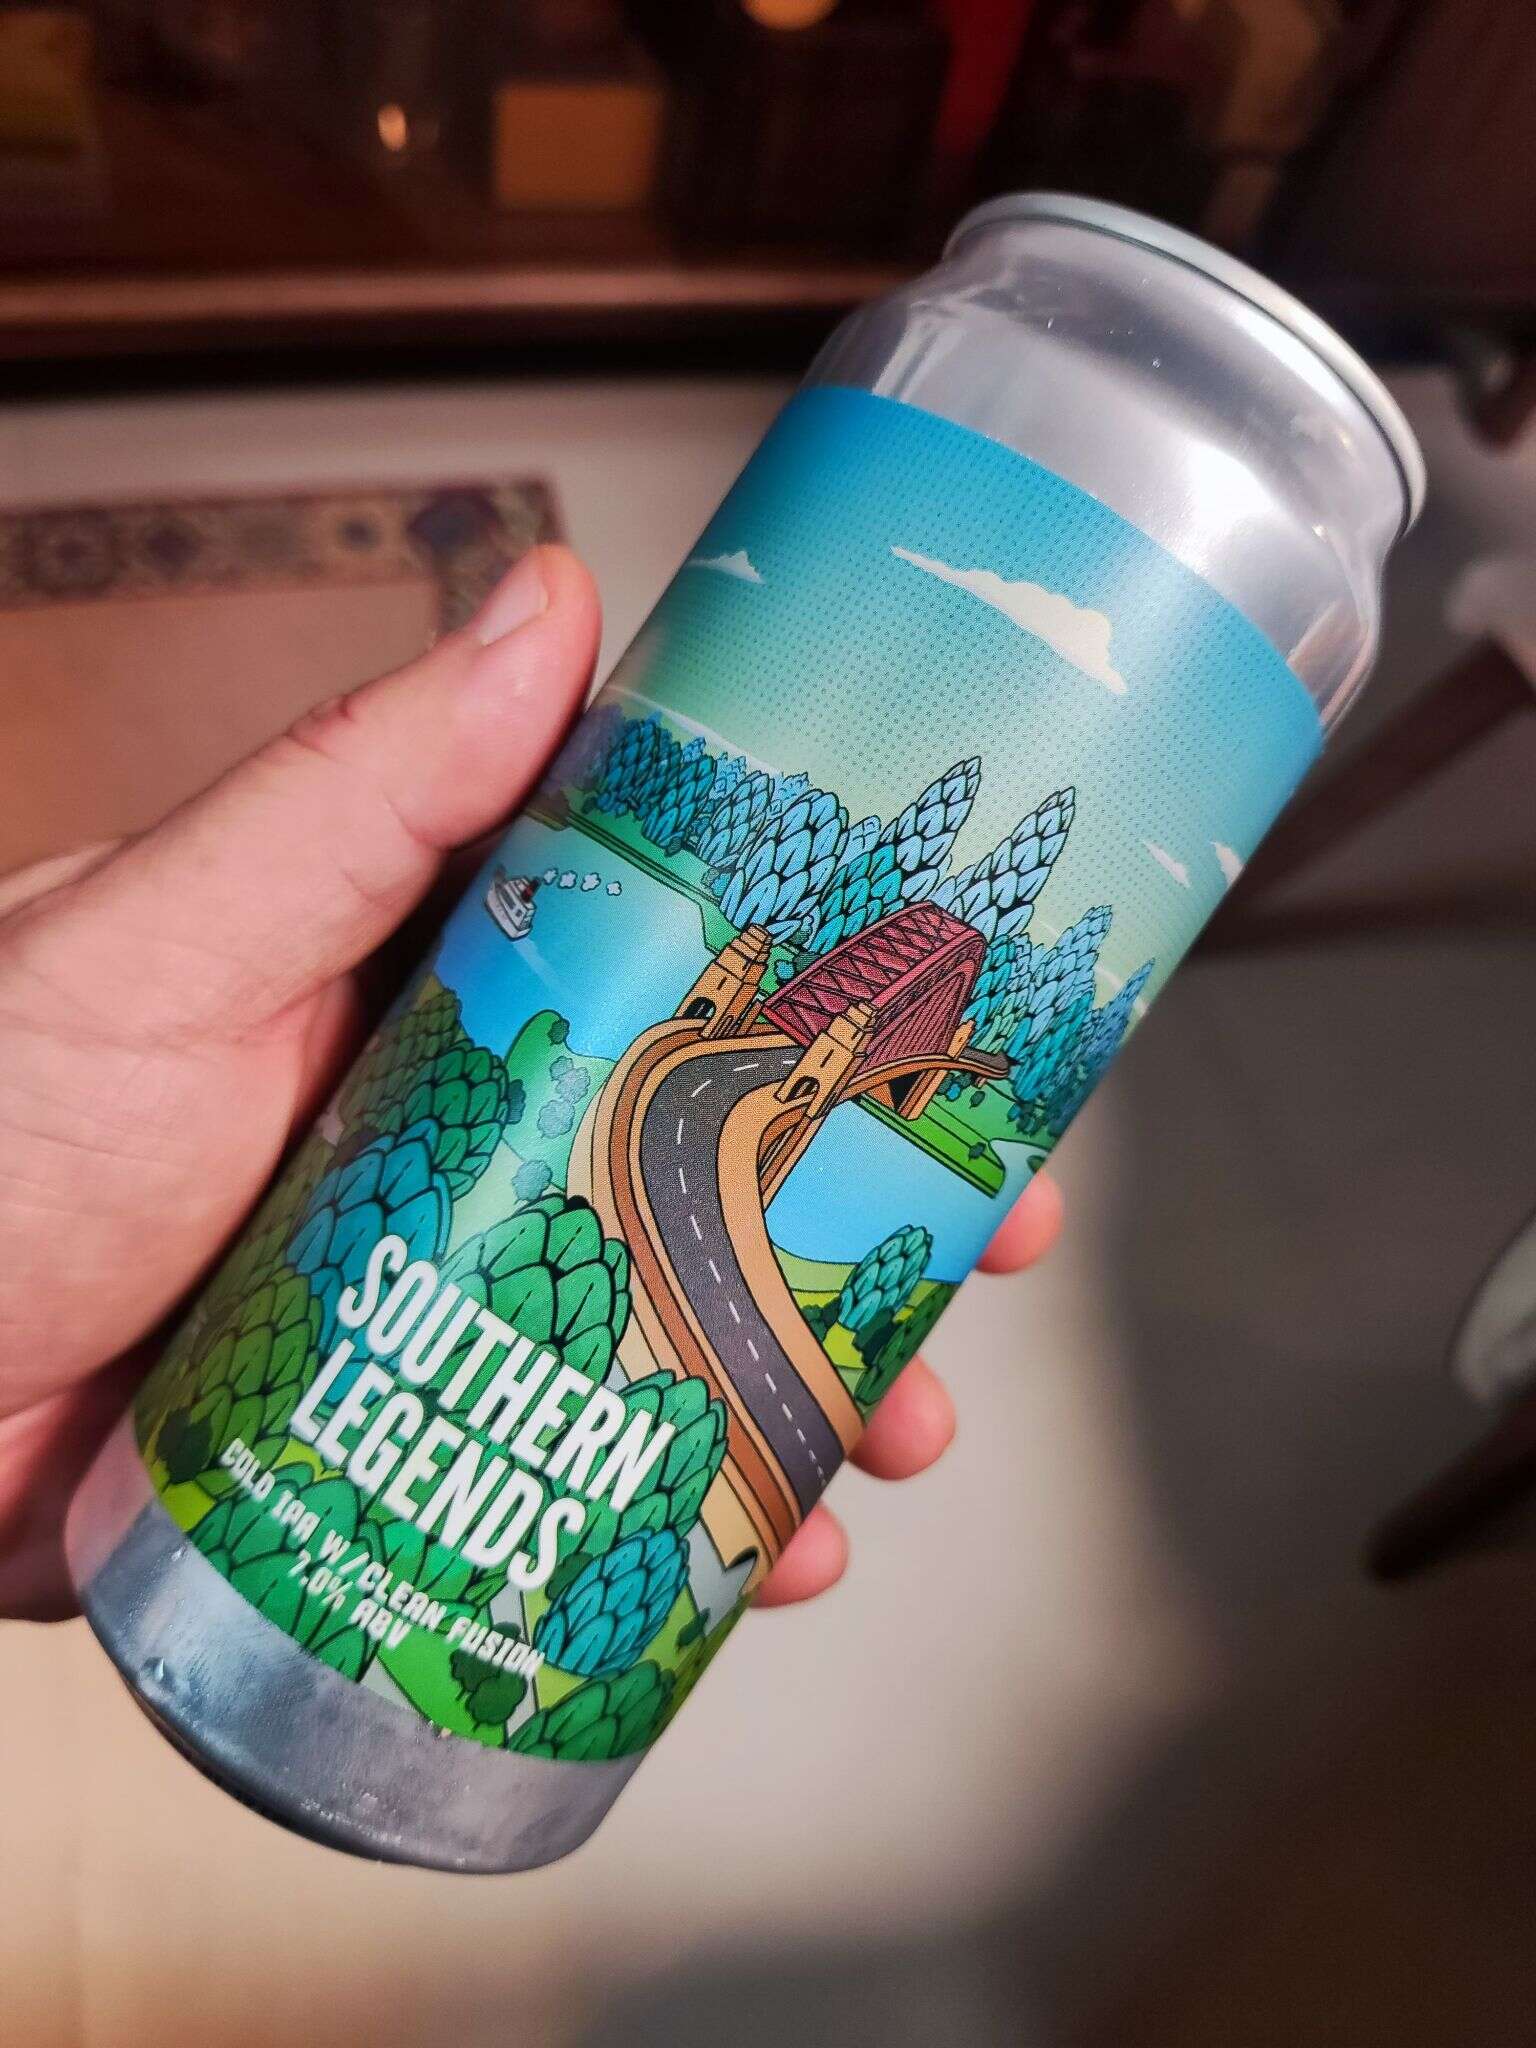 SOUTHERN
LEGENDS
COLD IPA W/CLEAN FUSION
7.0% ABV